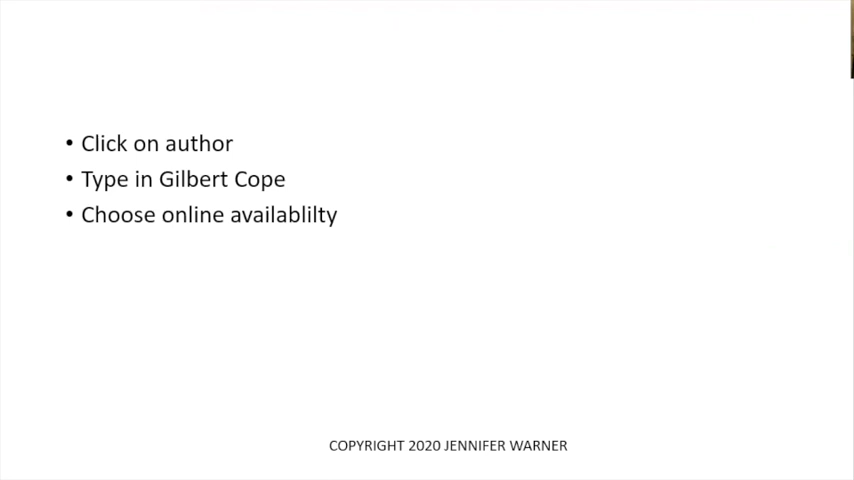 • Click on author
• Type in Gilbert Cope
• Choose online availablilty
COPYRIGHT 2020 JENNIFER WARNER